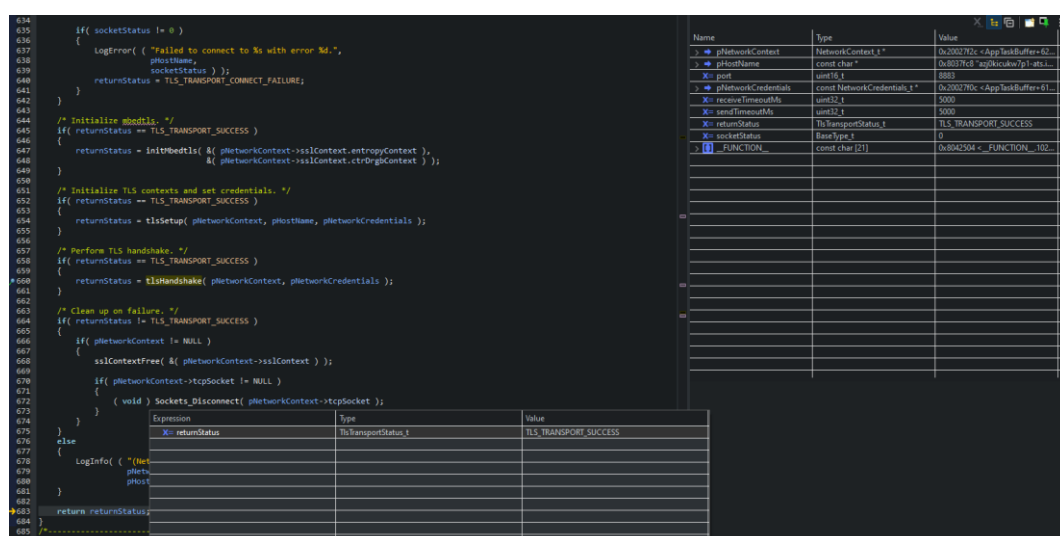 634
635 if( socketStatus != 0 )
636 {
637 LogError( ( "Failed to connect to %s with error %d.",
638 pHostName,
639 socketStatus ) );
640 returnStatus = TLS_TRANSPORT_CONNECT_FAILURE;
641 }
642 }
643
644 /* Initialize mbedtls. */
645 if( returnStatus == TLS_TRANSPORT_SUCCESS )
646 {
647 returnStatus = initMbedtls( &( pNetworkContext->sslContext.entropyContext ),
648 &( pNetworkContext->sslContext.ctrDrgbContext ) );
649 }
650
651 /* Initialize TLS contexts and set credentials. */
652 if( returnStatus == TLS_TRANSPORT_SUCCESS )
653 {
654 returnStatus = tlsSetup( pNetworkContext, pHostName, pNetworkCredentials );
655 }
656
657 /* Perform TLS handshake. */
658 if( returnStatus == TLS_TRANSPORT_SUCCESS )
659 {
660 returnStatus = tlsHandshake( pNetworkContext, pNetworkCredentials );
661 }
662
663 /* Clean up on failure. */
664 if( returnStatus != TLS_TRANSPORT_SUCCESS )
665 {
666 if( pNetworkContext != NULL )
667 {
668 sslContextFree( &( pNetworkContext->sslContext ) );
669
670 if( pNetworkContext->tcpSocket != NULL )
671 {
672 ( void ) Sockets_Disconnect( pNetworkContext->tcpSocket );
673 }
674 }
675 }
676 else
677 {
678 LogInfo( ( "(Net
679 pNetw
680 pHost
681 }
682
683 return returnStatus;
684 }
685 /*----------------------
Expression Type Value
X= returnStatus TlsTransportStatus_t TLS_TRANSPORT_SUCCESS
Name Type Value
pNetworkContext NetworkContext_t * 0x20027f2c <AppTaskBuffer+62...
pHostName const char * 0x8037fc8 "azj0kicukw7p1-ats.i...
X= port uint16_t 8883
pNetworkCredentials const NetworkCredentials_t * 0x20027f0c <AppTaskBuffer+61...
X= receiveTimeoutMs uint32_t 5000
X= sendTimeoutMs uint32_t 5000
X= returnStatus TlsTransportStatus_t TLS_TRANSPORT_SUCCESS
X= socketStatus BaseType_t 0
__FUNCTION__ const char [21] 0x8042504 <__FUNCTION__.102...